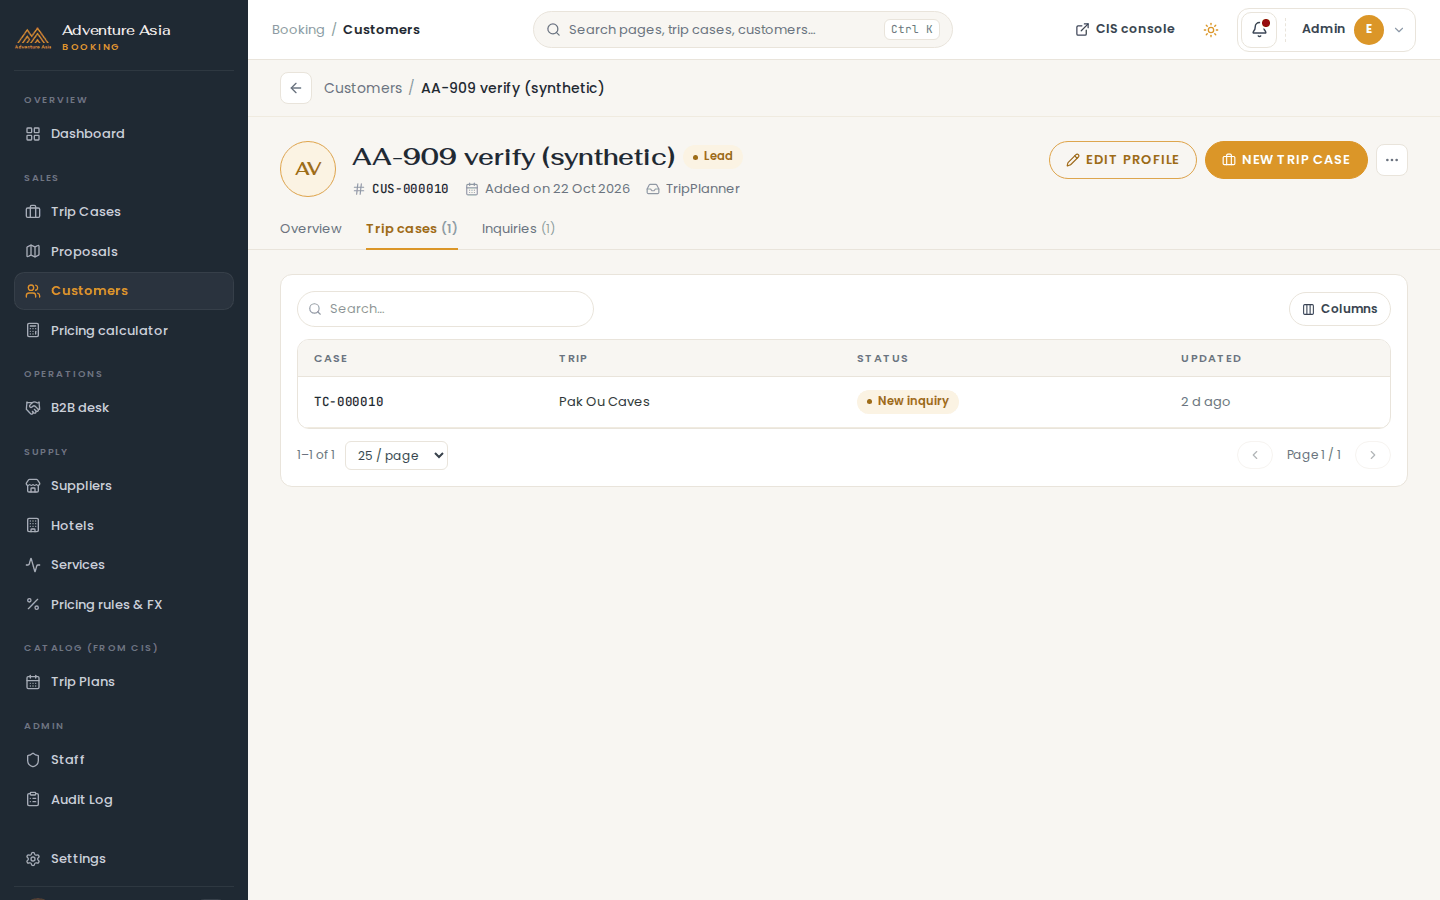 Adventure Asia
BOOKING
Adventure Asia
OVERVIEW
Dashboard
SALES
Trip Cases
Proposals
Customers
Pricing calculator
OPERATIONS
B2B desk
SUPPLY
Suppliers
Hotels
Services
Pricing rules & FX
CATALOG (FROM CIS)
Trip Plans
ADMIN
Staff
Audit Log
Settings
Booking / Customers
Search pages, trip cases, customers...
Ctrl K
CIS console
Admin
E
Customers / AA-909 verify (synthetic)
AV
AA-909 verify (synthetic)
Lead
# CUS-000010
Added on 22 Oct 2026
TripPlanner
EDIT PROFILE
NEW TRIP CASE
Overview
Trip cases (1)
Inquiries (1)
Search...
Columns
CASE TRIP STATUS UPDATED
TC-000010 Pak Ou Caves New inquiry 2 d ago
1–1 of 1
25 / page
Page 1 / 1